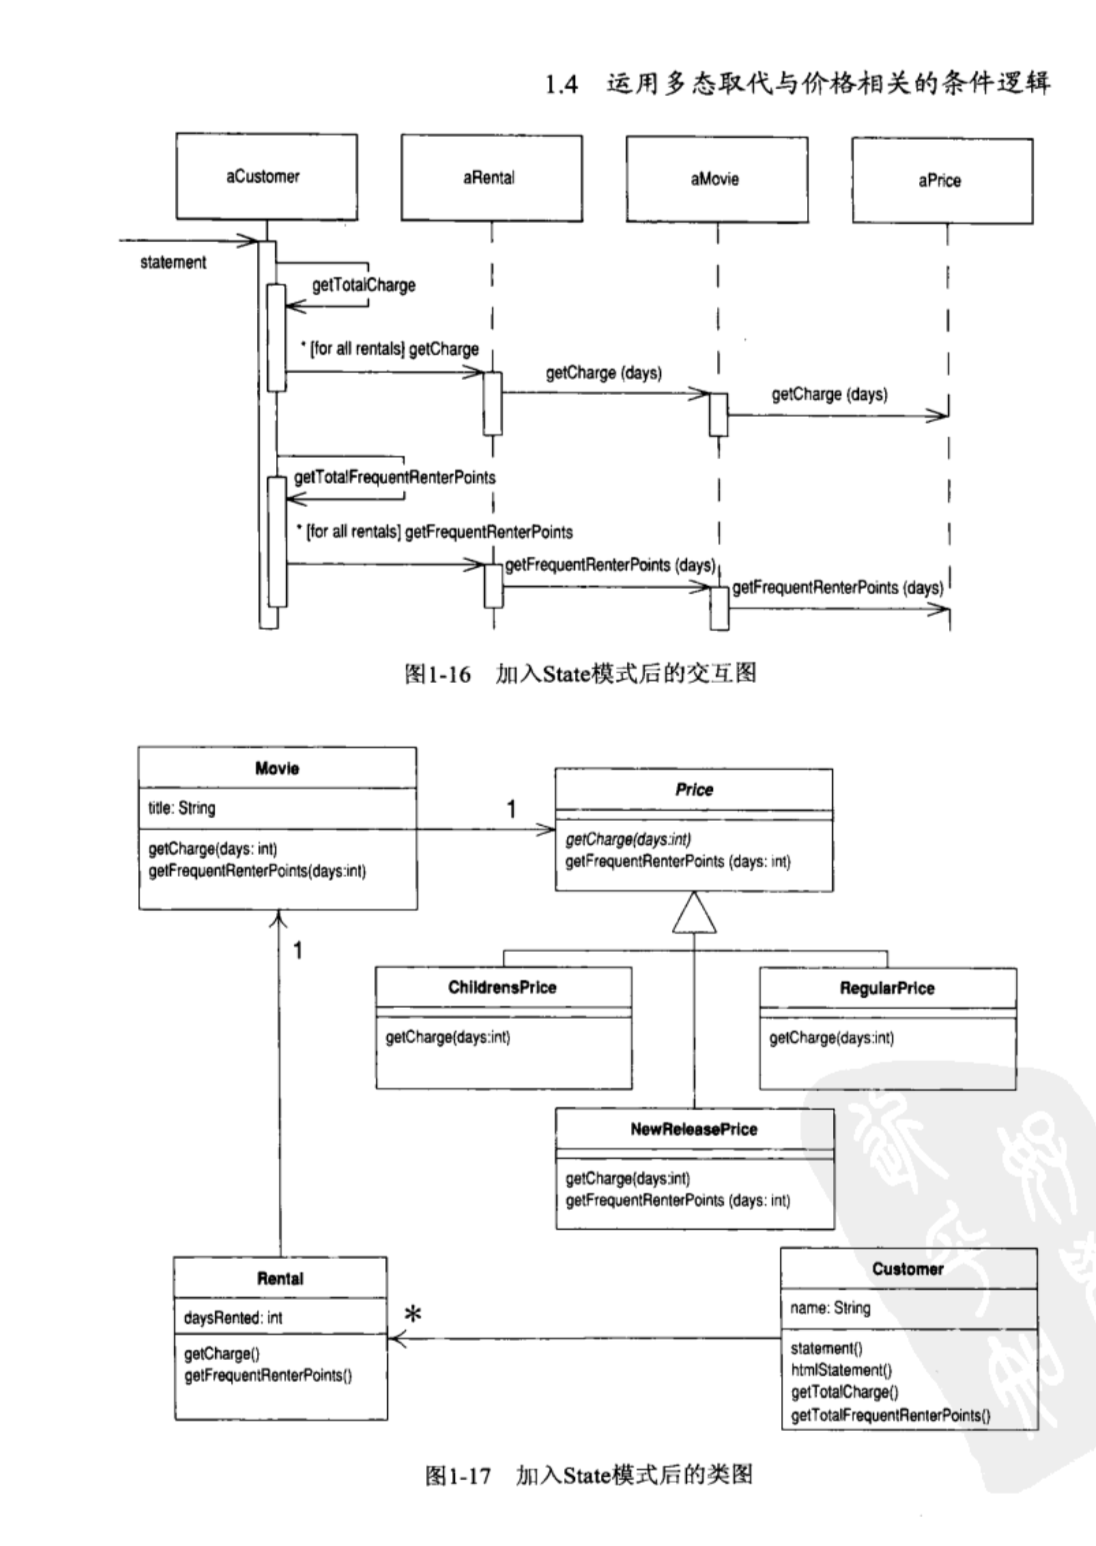 1.4 运用多态取代与价格相关的条件逻辑
aCustomer
aRental
aMovie
aPrice
statement
getTotalCharge
* [for all rentals] getCharge
getCharge (days)
getCharge (days)
getTotalFrequentRenterPoints
* [for all rentals] getFrequentRenterPoints
getFrequentRenterPoints (days)
getFrequentRenterPoints (days)
图1-16 加入State模式后的交互图
Movie
title: String
getCharge(days: int)
getFrequentRenterPoints(days:int)
1
Price
getCharge(days:int)
getFrequentRenterPoints (days: int)
1
ChildrensPrice
getCharge(days:int)
RegularPrice
getCharge(days:int)
NewReleasePrice
getCharge(days:int)
getFrequentRenterPoints (days: int)
Rental
daysRented: int
getCharge()
getFrequentRenterPoints()
*
Customer
name: String
statement()
htmlStatement()
getTotalCharge()
getTotalFrequentRenterPoints()
图1-17 加入State模式后的类图